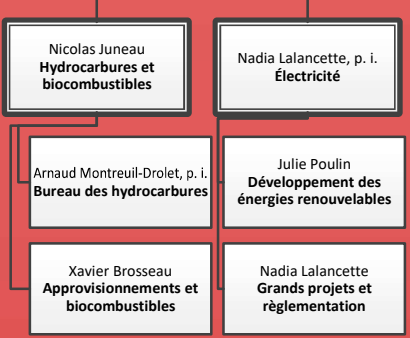 Nicolas Juneau
Hydrocarbures et
biocombustibles
Nadia Lalancette, p. i.
Électricité
Arnaud Montreuil-Drolet, p. i.
Bureau des hydrocarbures
Julie Poulin
Développement des
énergies renouvelables
Xavier Brosseau
Approvisionnements et
biocombustibles
Nadia Lalancette
Grands projets et
règlementation